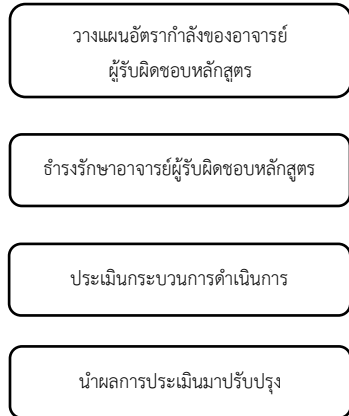 วางแผนอัตรากำลังของอาจารย์
ผู้รับผิดชอบหลักสูตร
ธำรงรักษาอาจารย์ผู้รับผิดชอบหลักสูตร
ประเมินกระบวนการดำเนินการ
นำผลการประเมินมาปรับปรุง